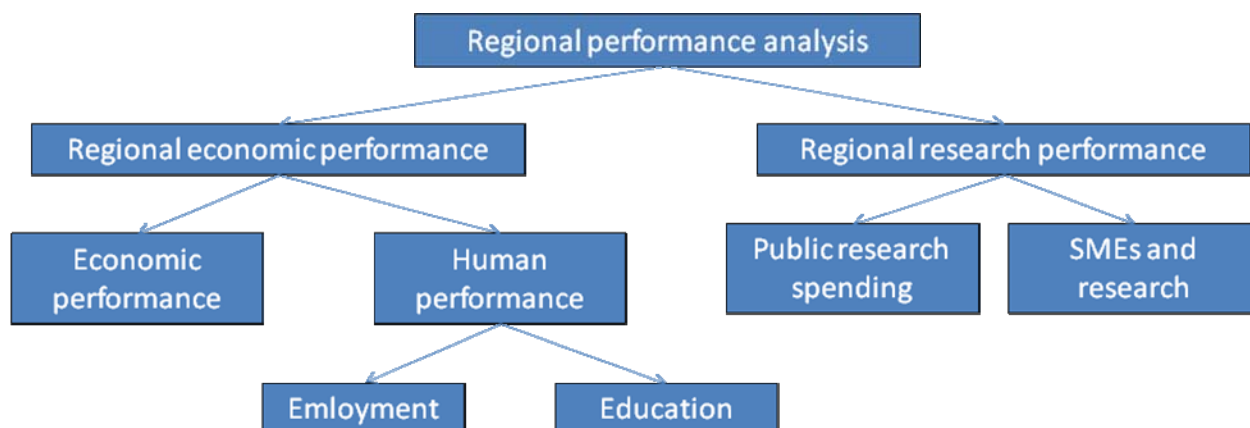 Regional performance analysis
Regional economic performance
Regional research performance
Economic
performance
Human
performance
Public research
spending
SMEs and
research
Emloyment
Education